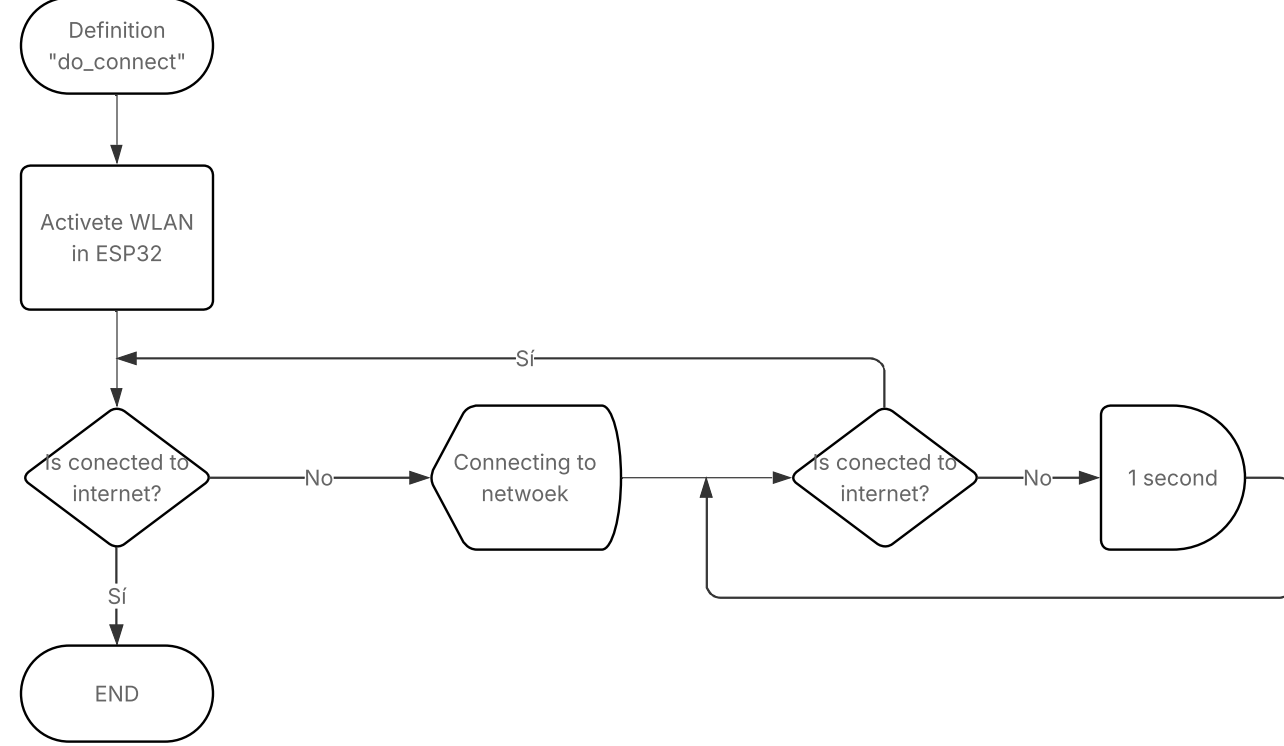 Definition
"do_connect"
Activete WLAN
in ESP32
Sí
Is conected to
internet?
No
Connecting to
netwoek
Is conected to
internet?
No
1 second
Sí
END